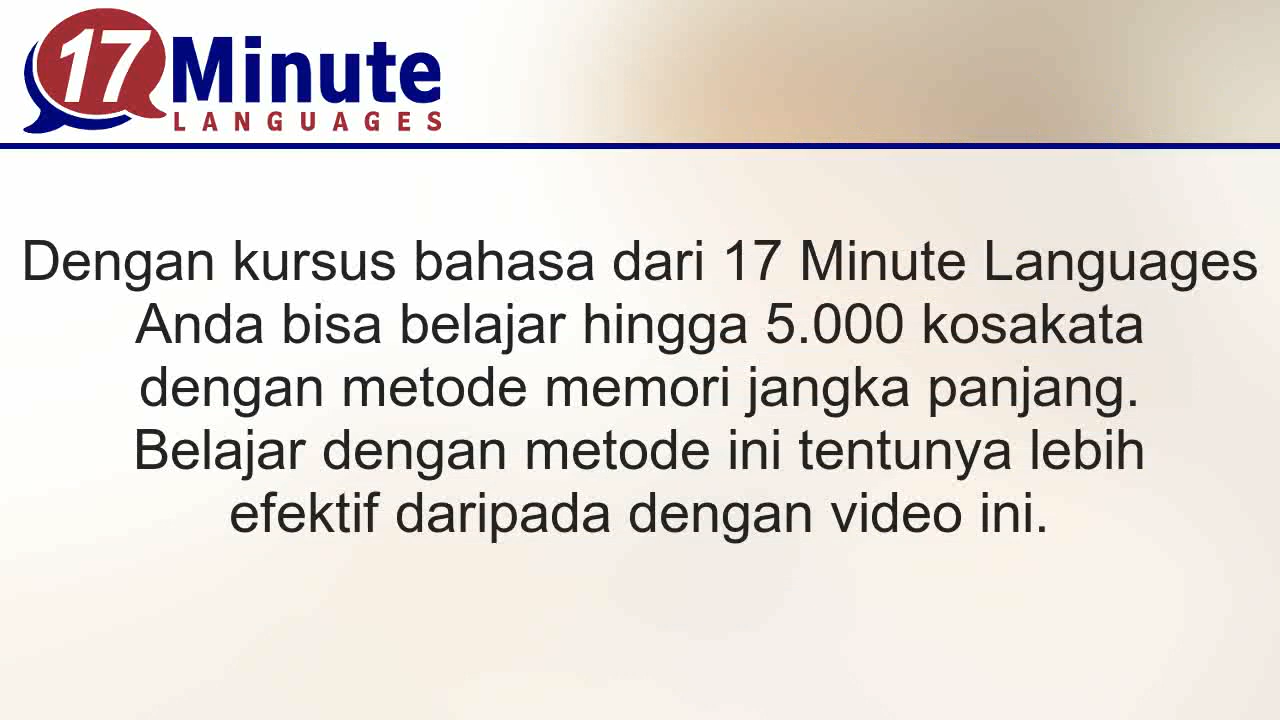 17 Minute
LANGUAGES
Dengan kursus bahasa dari 17 Minute Languages
Anda bisa belajar hingga 5.000 kosakata
dengan metode memori jangka panjang.
Belajar dengan metode ini tentunya lebih
efektif daripada dengan video ini.